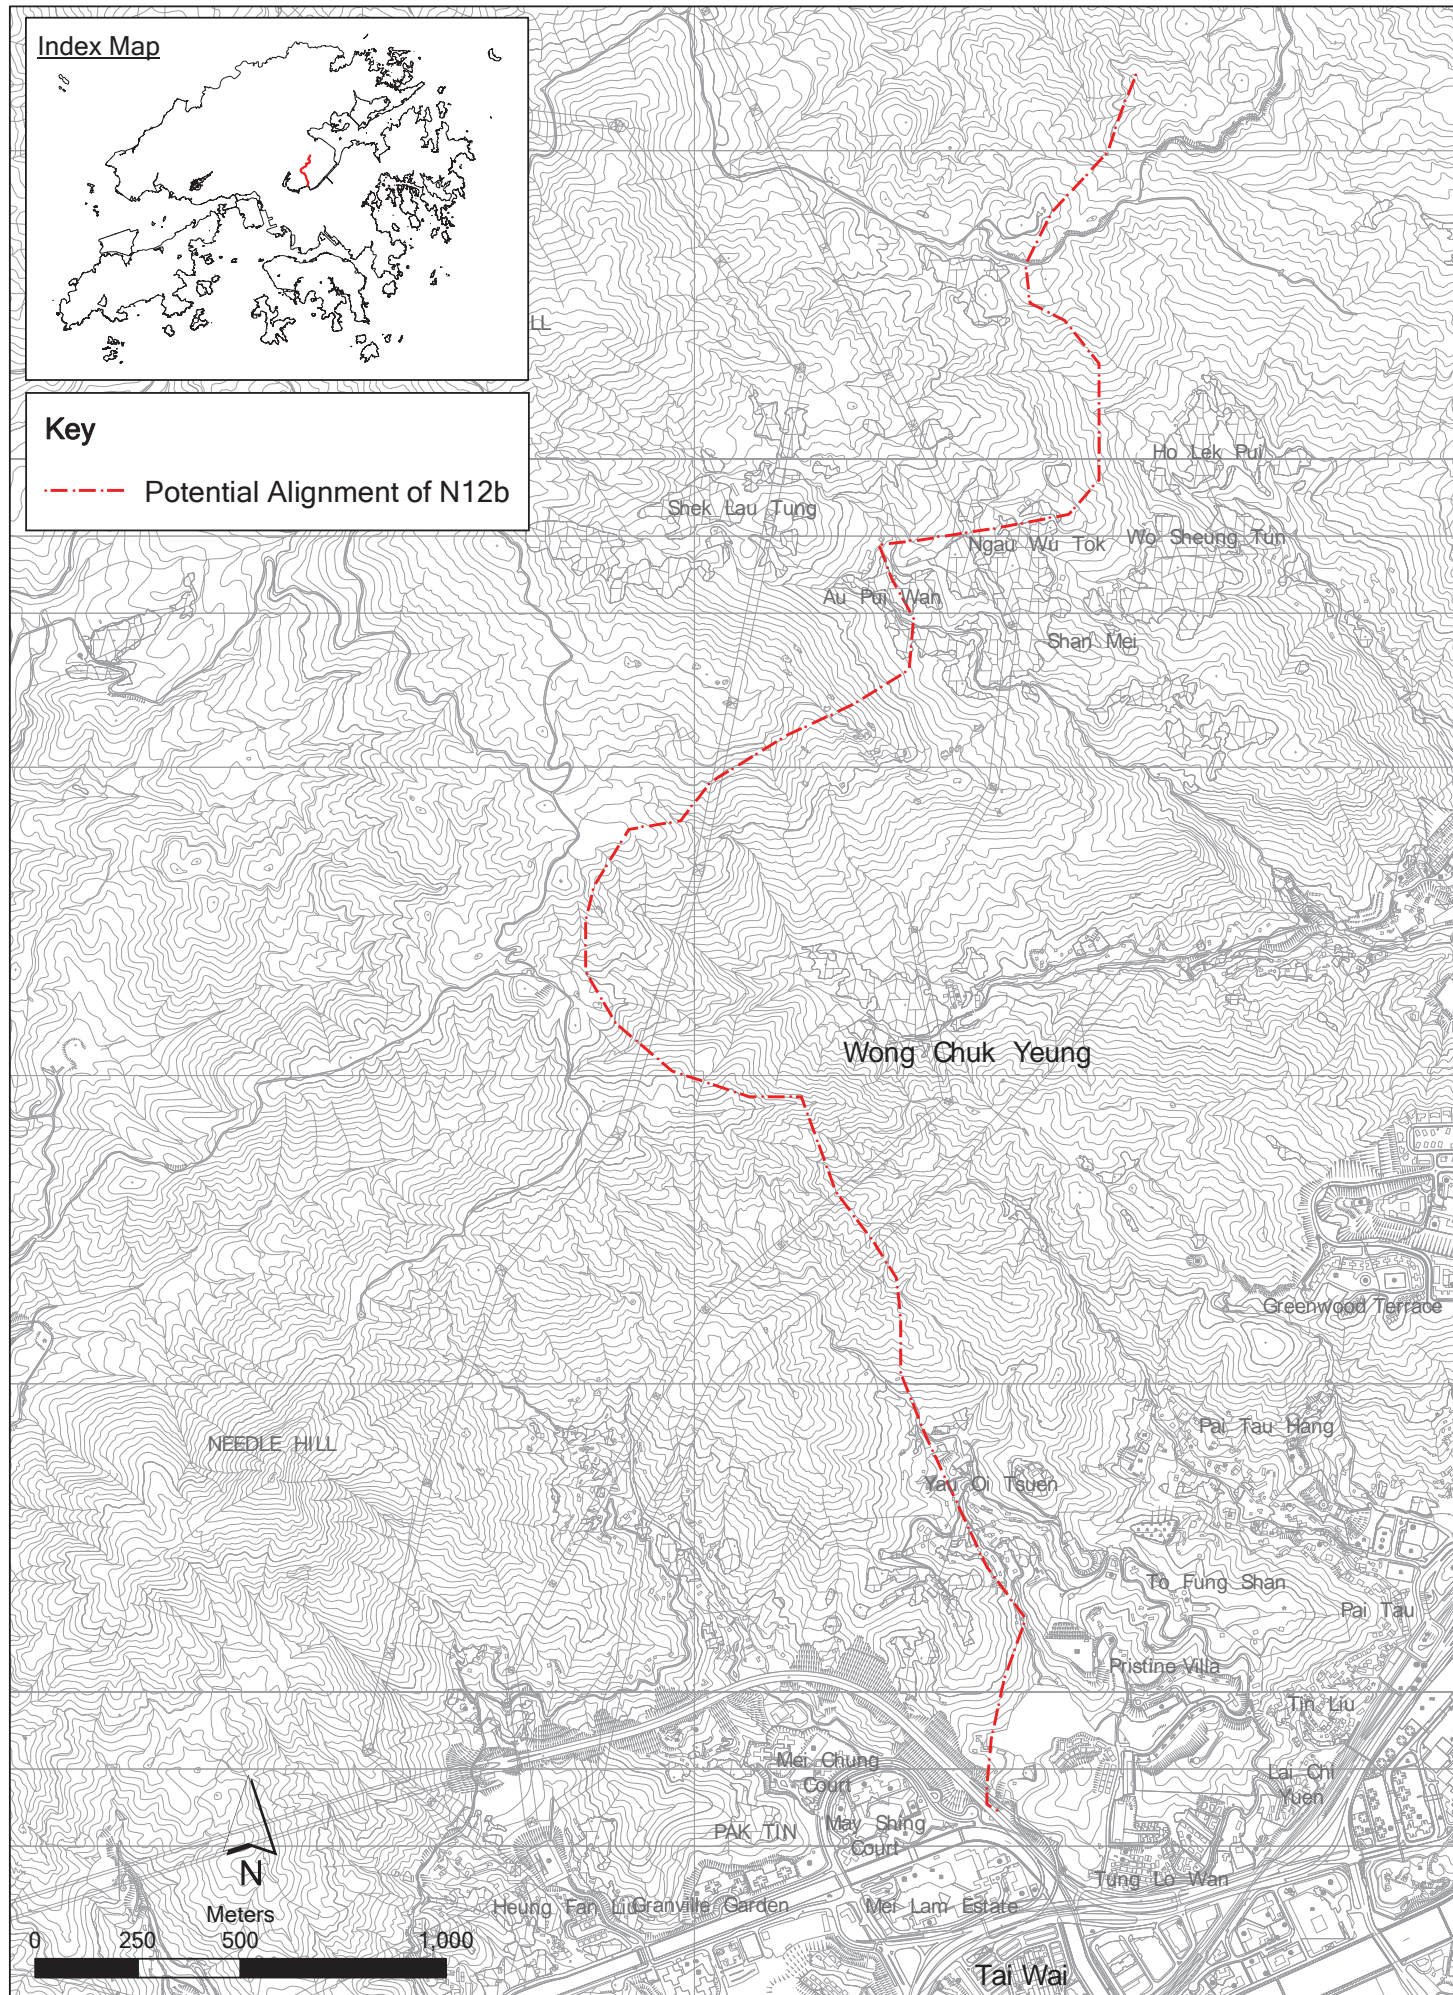 Index Map
LL
Key
Potential Alignment of N12b
Ho Lek Pui
Shek Lau Tung
Ngau Wu Tok
Wo Sheung Tun
Au Pui Wan
Shan Mei
Wong Chuk Yeung
Greenwood Terrace
Pai Tau Hang
NEEDLE HILL
Yau Oi Tsuen
To Fung Shan
Pai Tau
Pristine Villa
Tin Liu
Mei Chung
Court
Lai Chi
Yuen
May Shing
Court
PAK TIN
N
Tung Lo Wan
Heung Fan Liu
Granville Garden
Mei Lam Estate
Meters
0 250 500 1,000
Tai Wai